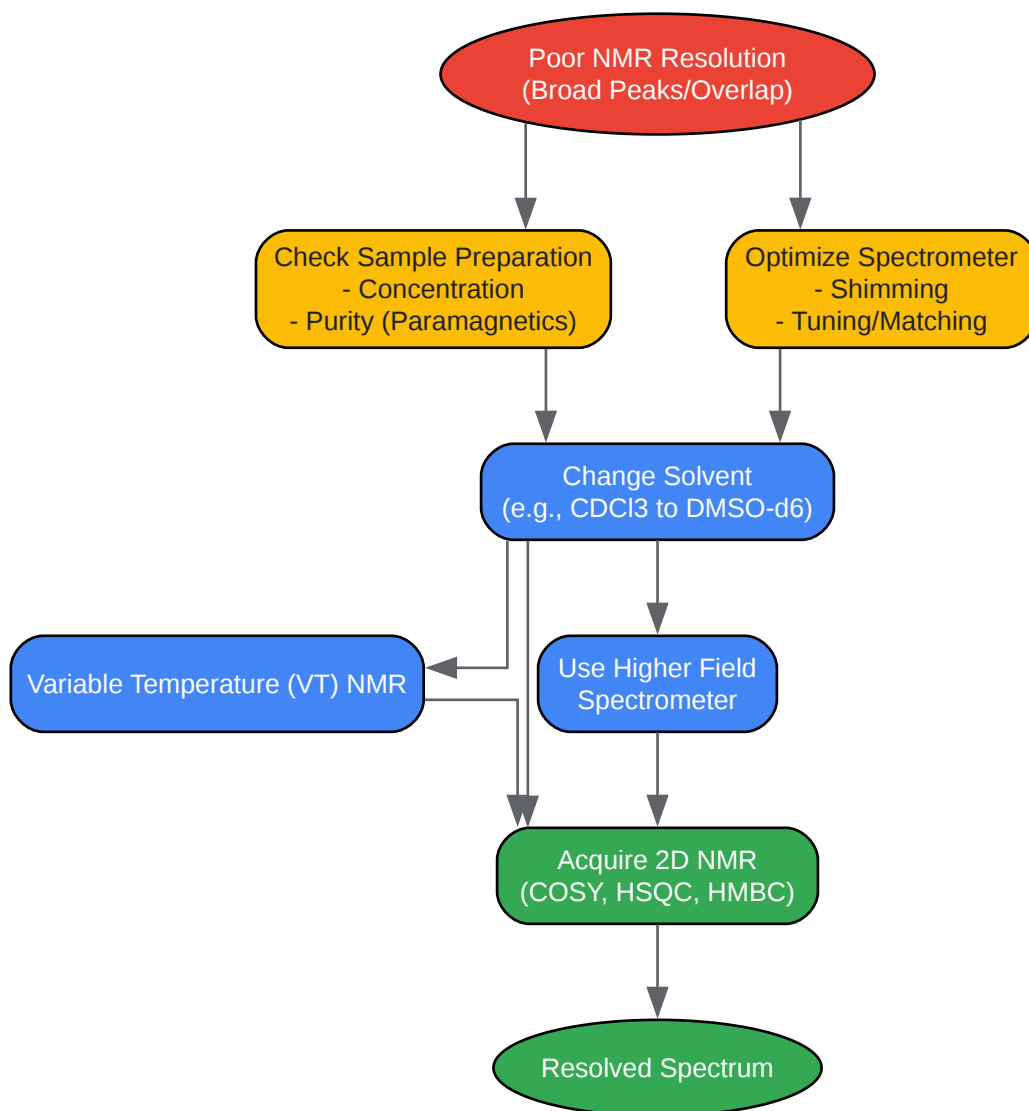 Poor NMR Resolution
(Broad Peaks/Overlap)
Check Sample Preparation
- Concentration
- Purity (Paramagnetics)
Optimize Spectrometer
- Shimming
- Tuning/Matching
Change Solvent
(e.g., CDCl3 to DMSO-d6)
Variable Temperature (VT) NMR
Use Higher Field
Spectrometer
Acquire 2D NMR
(COSY, HSQC, HMBC)
Resolved Spectrum